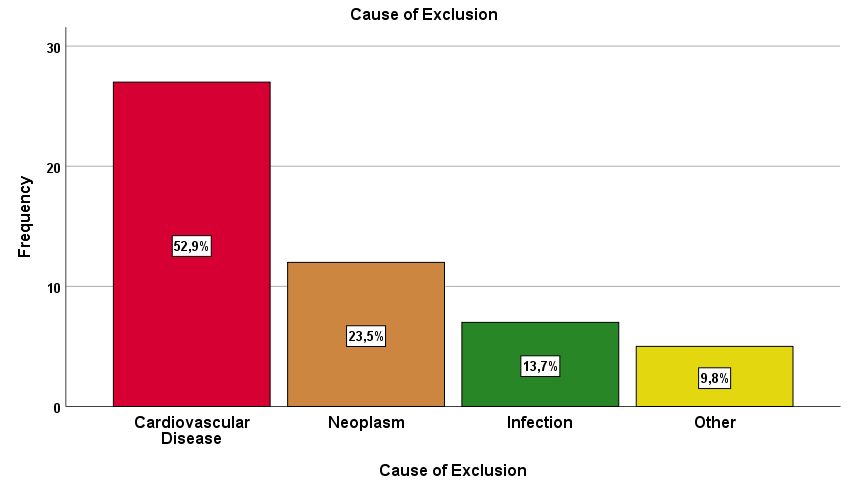 Cause of Exclusion
Frequency
30
20
10
0
52,9%
23,5%
13,7%
9,8%
Cardiovascular
Disease
Neoplasm
Infection
Other
Cause of Exclusion